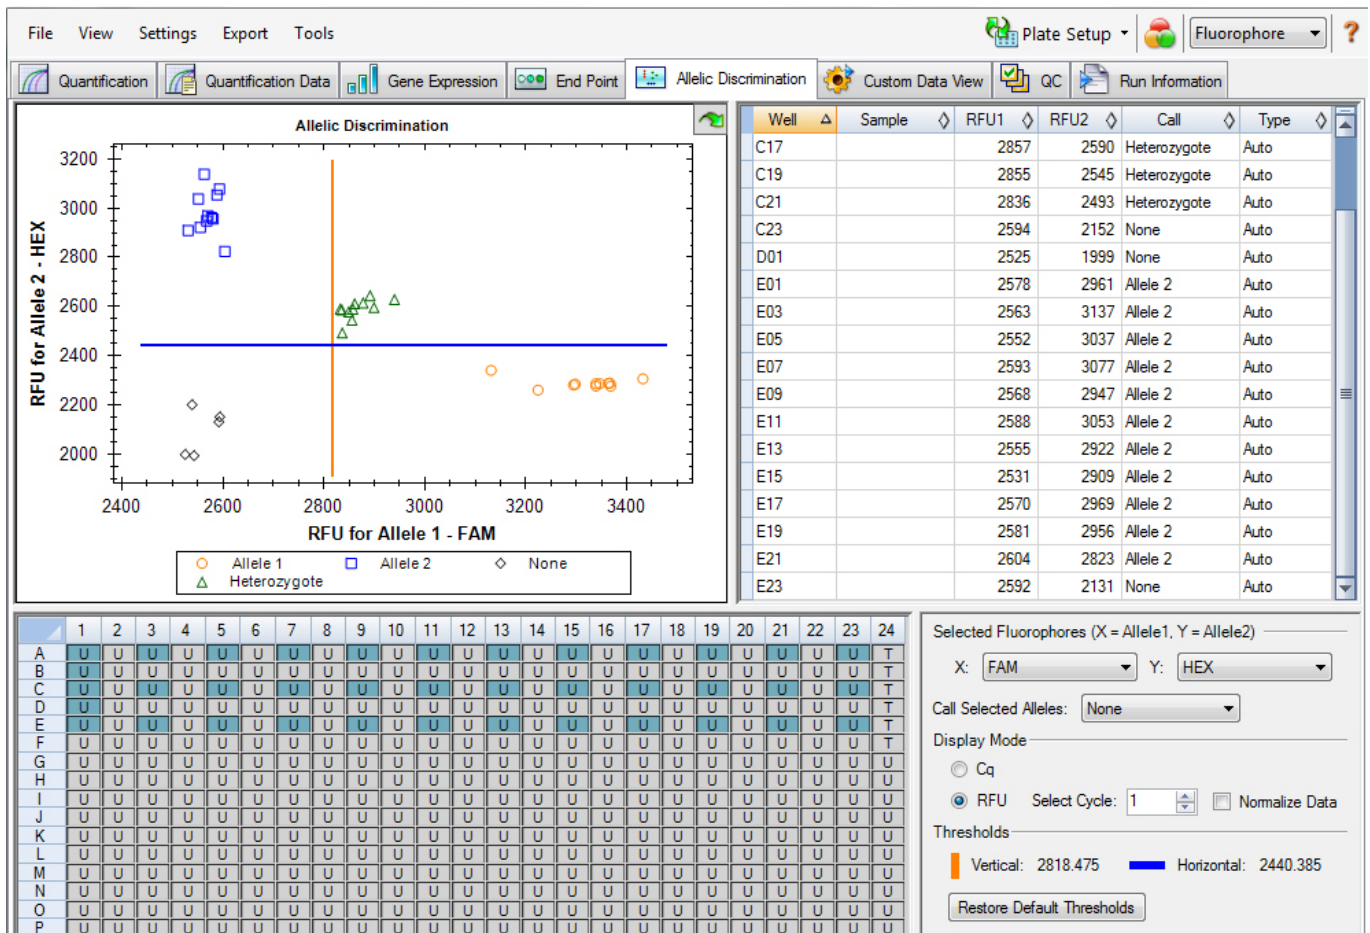 File View Settings Export Tools Plate Setup Fluorophore ?
Quantification Quantification Data Gene Expression End Point Allelic Discrimination Custom Data View QC Run Information
Allelic Discrimination
3200
3000
2800
2600
2400
2200
2000
RFU for Allele 2 - HEX
2400 2600 2800 3000 3200 3400
RFU for Allele 1 - FAM
Allele 1 Allele 2 None
Heterozygote
Well Sample RFU1 RFU2 Call Type
C17 2857 2590 Heterozygote Auto
C19 2855 2545 Heterozygote Auto
C21 2836 2493 Heterozygote Auto
C23 2594 2152 None Auto
D01 2525 1999 None Auto
E01 2578 2961 Allele 2 Auto
E03 2563 3137 Allele 2 Auto
E05 2552 3037 Allele 2 Auto
E07 2593 3077 Allele 2 Auto
E09 2568 2947 Allele 2 Auto
E11 2588 3053 Allele 2 Auto
E13 2555 2922 Allele 2 Auto
E15 2531 2909 Allele 2 Auto
E17 2570 2969 Allele 2 Auto
E19 2581 2956 Allele 2 Auto
E21 2604 2823 Allele 2 Auto
E23 2592 2131 None Auto
1 2 3 4 5 6 7 8 9 10 11 12 13 14 15 16 17 18 19 20 21 22 23 24
A U U U U U U U U U U U U U U U U U U U U U U U T
B U U U U U U U U U U U U U U U U U U U U U U U T
C U U U U U U U U U U U U U U U U U U U U U U U T
D U U U U U U U U U U U U U U U U U U U U U U U T
E U U U U U U U U U U U U U U U U U U U U U U U T
F U U U U U U U U U U U U U U U U U U U U U U U T
G U U U U U U U U U U U U U U U U U U U U U U U U
H U U U U U U U U U U U U U U U U U U U U U U U U
I U U U U U U U U U U U U U U U U U U U U U U U U
J U U U U U U U U U U U U U U U U U U U U U U U U
K U U U U U U U U U U U U U U U U U U U U U U U U
L U U U U U U U U U U U U U U U U U U U U U U U U
M U U U U U U U U U U U U U U U U U U U U U U U U
N U U U U U U U U U U U U U U U U U U U U U U U U
O U U U U U U U U U U U U U U U U U U U U U U U U
P U U U U U U U U U U U U U U U U U U U U U U U U
Selected Fluorophores (X = Allele1, Y = Allele2)
X: FAM Y: HEX
Call Selected Alleles: None
Display Mode
Cq
RFU Select Cycle: 1 Normalize Data
Thresholds
Vertical: 2818.475 Horizontal: 2440.385
Restore Default Thresholds